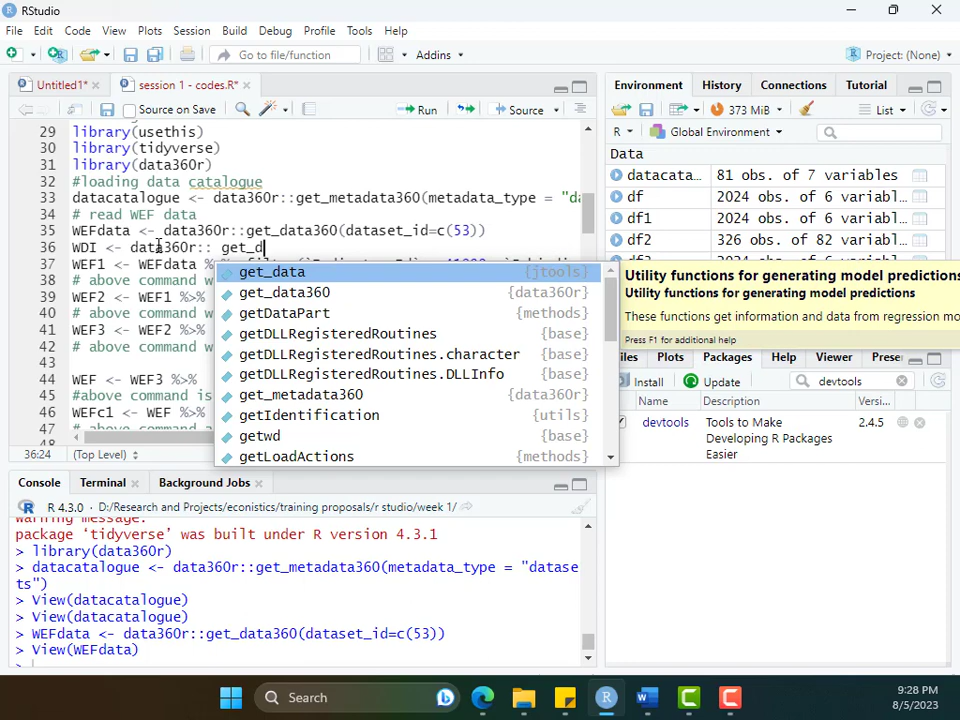 RStudio
File Edit Code View Plots Session Build Debug Profile Tools Help
Go to file/function Addins Project: (None)
Untitled1* session 1 - codes.R*
Source on Save Run Source
29 library(usethis)
30 library(tidyverse)
31 library(data360r)
32 #loading data catalogue
33 datacatalogue <- data360r::get_metadata360(metadata_type = "da
34 # read WEF data
35 WEFdata <- data360r::get_data360(dataset_id=c(53))
36 WDI <- data360r:: get_d
37 WEF1 <- WEFdata %
38 # above command w
39 WEF2 <- WEF1 %>%
40 # above command w
41 WEF3 <- WEF2 %>%
42 # above command w
43
44 WEF <- WEF3 %>%
45 #above command is
46 WEFc1 <- WEF %>%
47 # above command a
48
get_data {jtools}
get_data360 {data360r}
getDataPart {methods}
getDLLRegisteredRoutines {base}
getDLLRegisteredRoutines.character {base}
getDLLRegisteredRoutines.DLLInfo {base}
get_metadata360 {data360r}
getIdentification {utils}
getwd {base}
getLoadActions {methods}
36:24 (Top Level)
Console Terminal Background Jobs
R 4.3.0 · D:/Research and Projects/econistics/training proposals/r studio/week 1/
Warning message:
package ‘tidyverse’ was built under R version 4.3.1
> library(data360r)
> datacatalogue <- data360r::get_metadata360(metadata_type = "datase
ts")
> View(datacatalogue)
> View(datacatalogue)
> WEFdata <- data360r::get_data360(dataset_id=c(53))
> View(WEFdata)
>
Environment History Connections Tutorial
373 MiB List
R Global Environment
Data
datacata... 81 obs. of 7 variables
df 2024 obs. of 6 variables
df1 2024 obs. of 6 variables
df2 326 obs. of 82 variables
Utility functions for generating model predictions
Utility functions for generating model predictions
These functions get information and data from regression mo
Press F1 for additional help
iles Plots Packages Help Viewer Prese
Install Update devtools
Name Description Versi...
devtools Tools to Make Developing R Packages Easier 2.4.5
Search
9:28 PM
8/5/2023